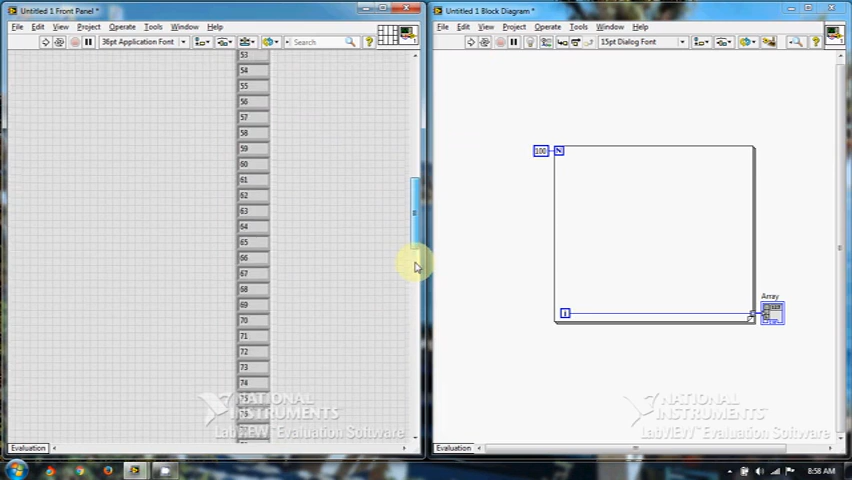 Untitled 1 Front Panel *
File Edit View Project Operate Tools Window Help
36pt Application Font
Search
53
54
55
56
57
58
59
60
61
62
63
64
65
66
67
68
69
70
71
72
73
74
75
76
NATIONAL
INSTRUMENTS
LabVIEW Evaluation Software
Evaluation
Untitled 1 Block Diagram *
File Edit View Project Operate Tools Window Help
15pt Dialog Font
100
N
i
Array
NATIONAL
INSTRUMENTS
LabVIEW Evaluation Software
Evaluation
8:58 AM